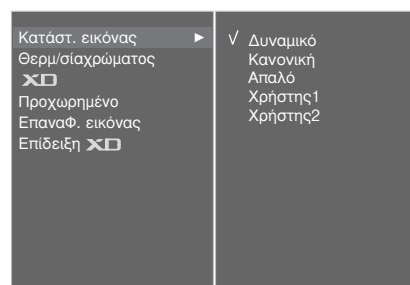 Κατάστ. εικόνας ►
Θερμ/σίαχρώματος
XD
Προχωρημένο
ΕπαναΦ. εικόνας
Επίδειξη XD
√ Δυναμικό
Κανονική
Απαλό
Χρήστης1
Χρήστης2